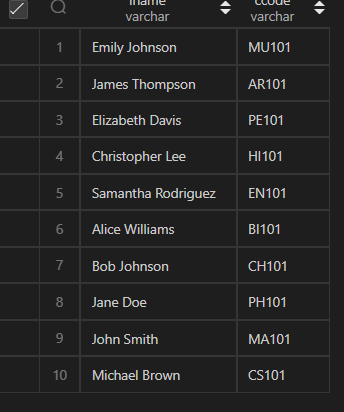 ccode
varchar varchar
1 Emily Johnson MU101
2 James Thompson AR101
3 Elizabeth Davis PE101
4 Christopher Lee HI101
5 Samantha Rodriguez EN101
6 Alice Williams BI101
7 Bob Johnson CH101
8 Jane Doe PH101
9 John Smith MA101
10 Michael Brown CS101